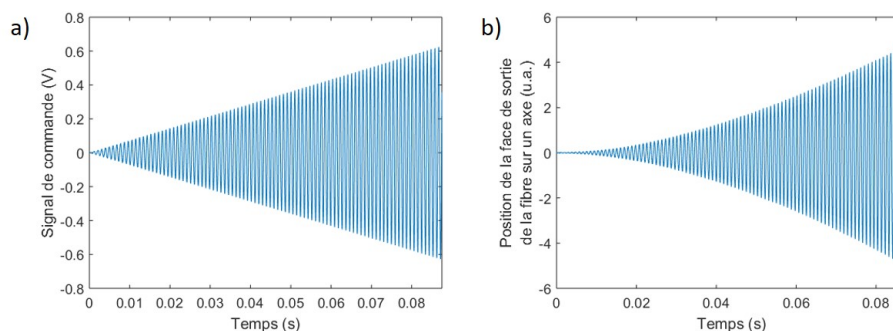 a)
0.8
0.6
0.4
0.2
0
-0.2
-0.4
-0.6
-0.8
Signal de commande (V)
0 0.01 0.02 0.03 0.04 0.05 0.06 0.07 0.08
Temps (s)
b)
6
4
2
0
-2
-4
-6
Position de la face de sortie
de la fibre sur un axe (u.a.)
0 0.02 0.04 0.06 0.08
Temps (s)